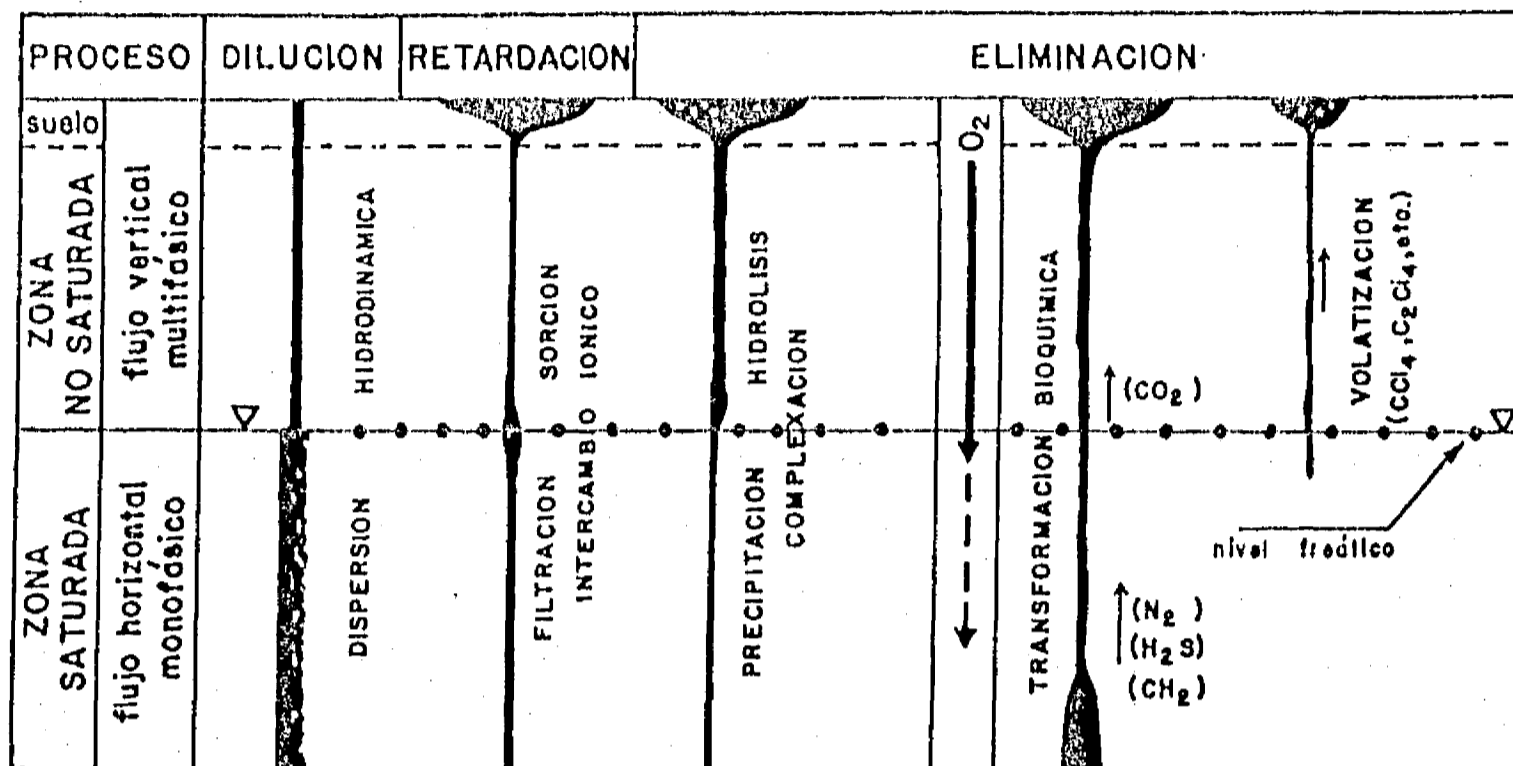 PROCESO
DILUCION
RETARDACION
ELIMINACION
suelo
ZONA
NO SATURADA
flujo vertical
multifásico
HIDRODINAMICA
SORCION
INTERCAMBIO IONICO
HIDROLISIS
COMPLEXACION
O₂
BIOQUIMICA
(CO₂)
VOLATIZACION
(CCl₄, C₂Cl₄, etc.)
ZONA
SATURADA
flujo horizontal
monofásico
DISPERSION
FILTRACION
PRECIPITACION
TRANSFORMACION
(N₂)
(H₂S)
(CH₂)
nivel freático